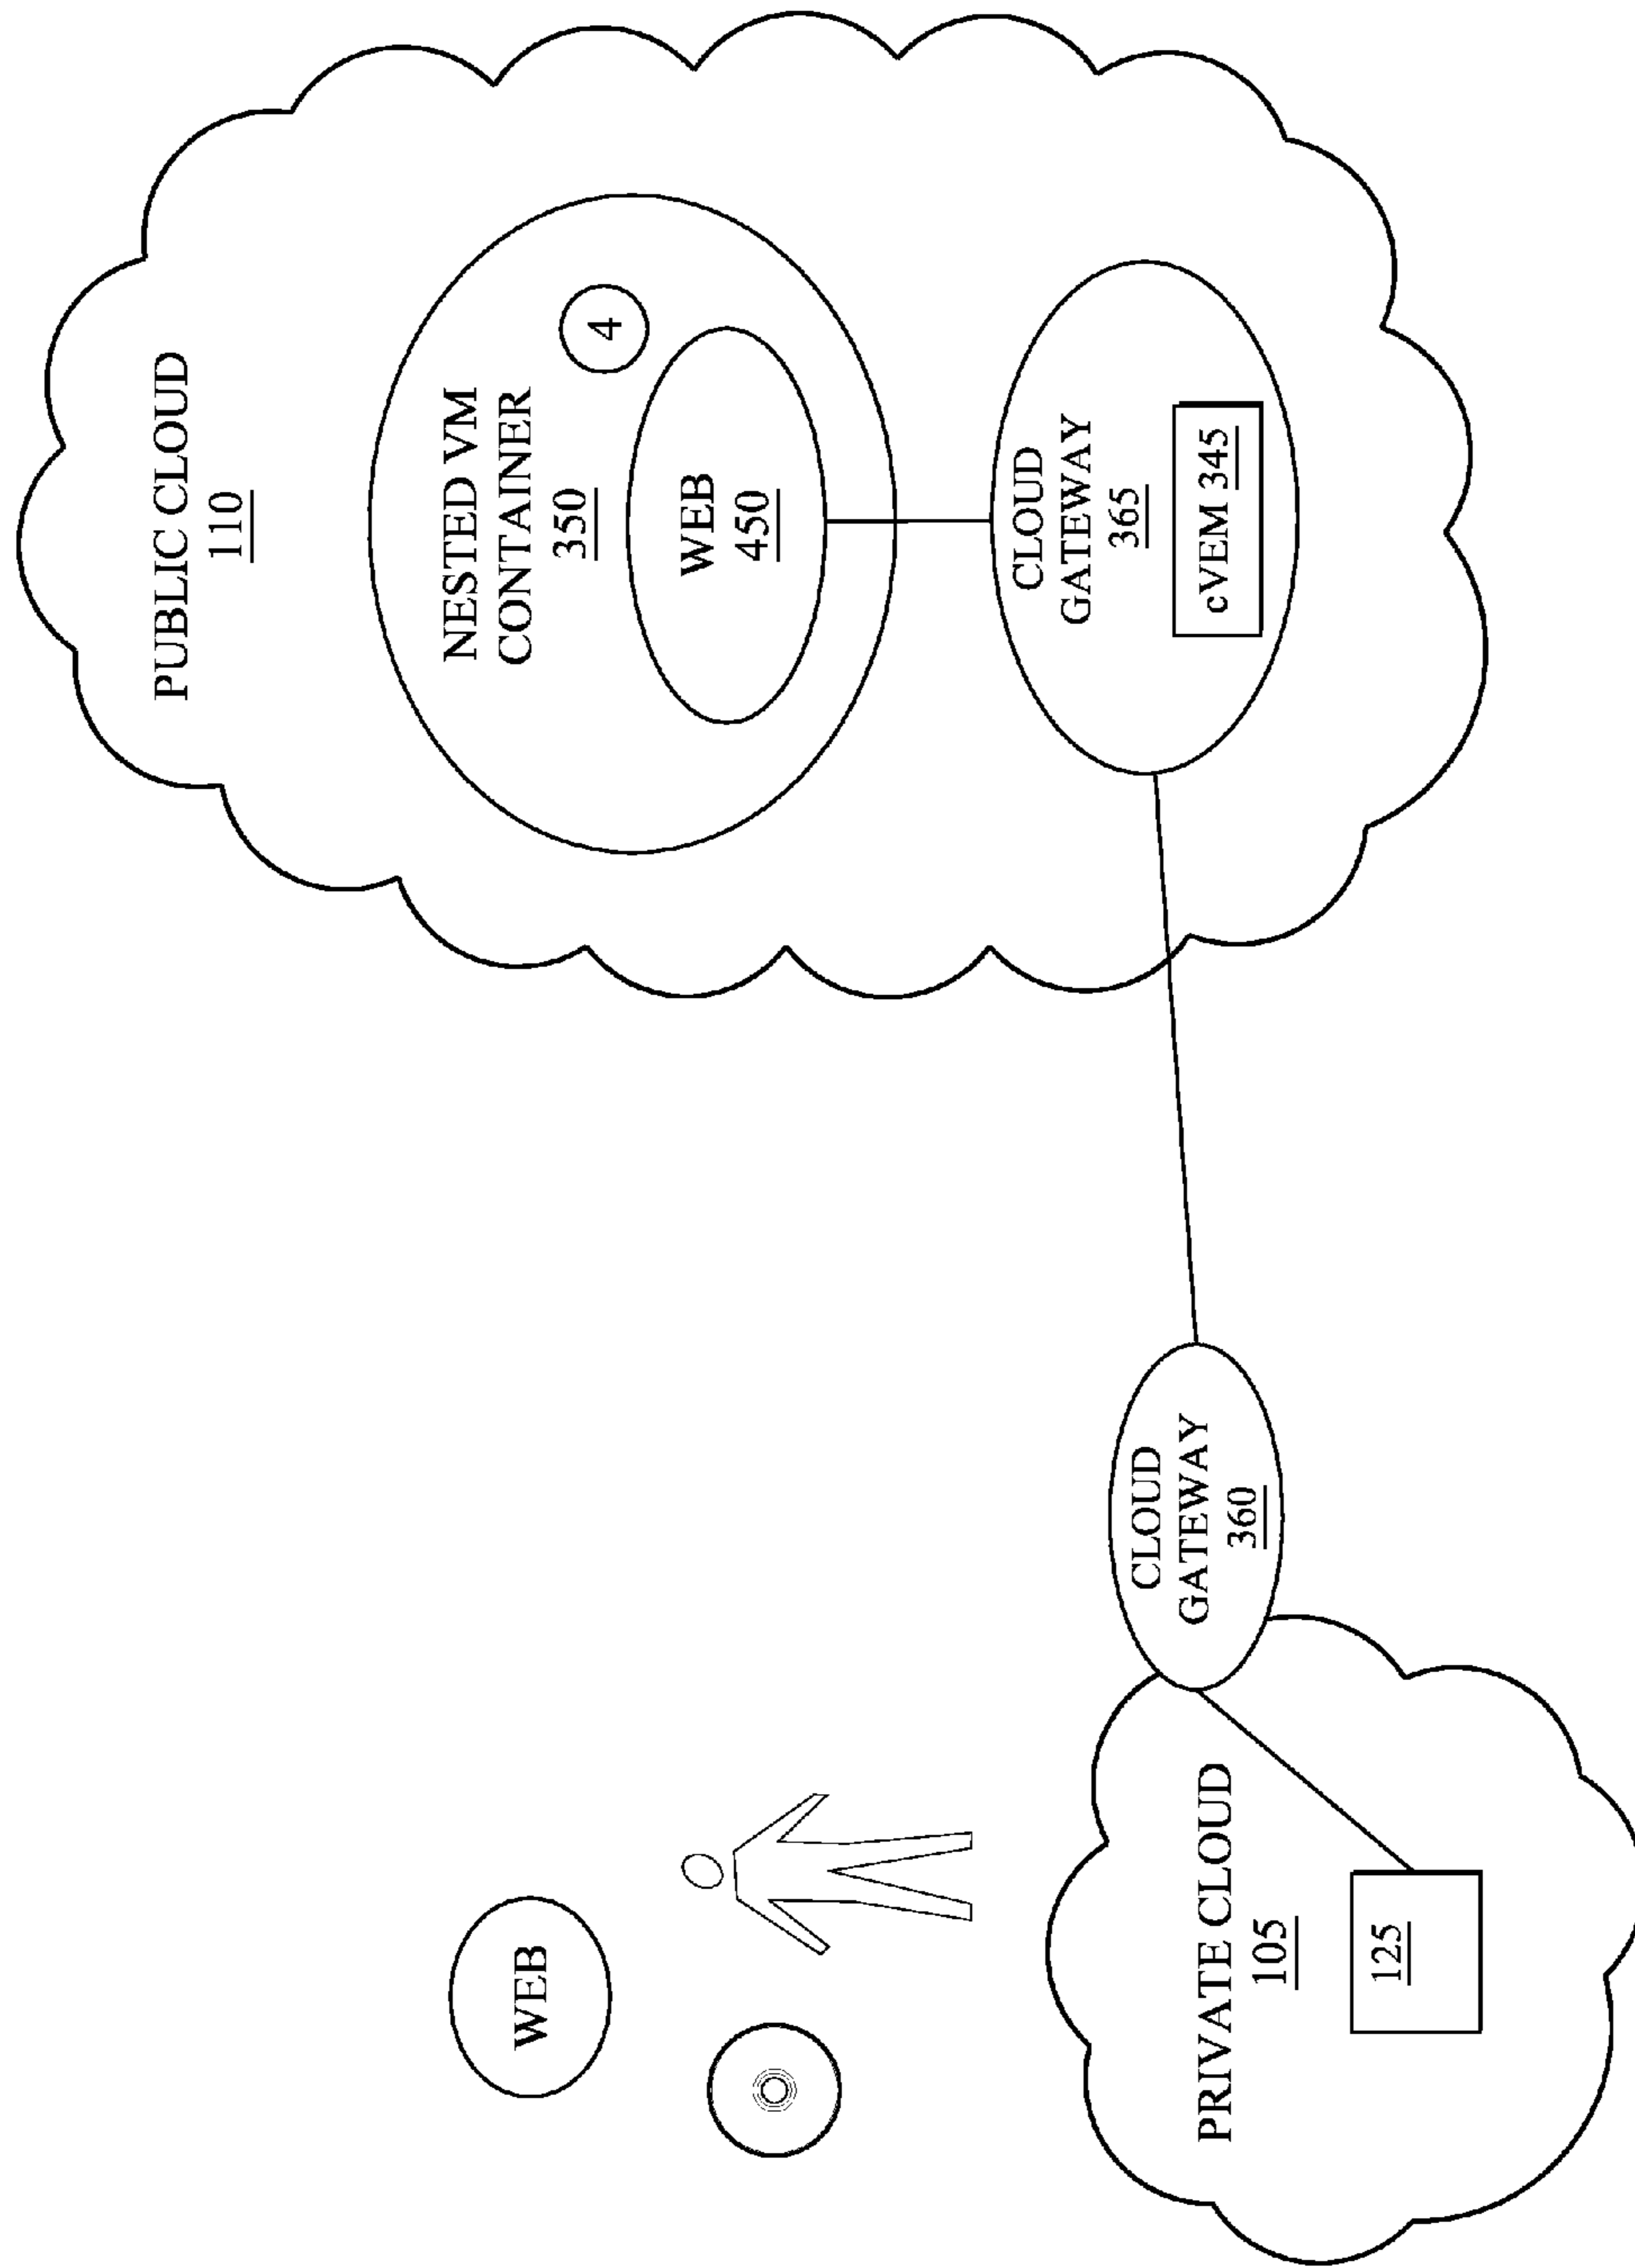 WEB
PRIVATE CLOUD
105
125
CLOUD
GATEWAY
360
PUBLIC CLOUD
110
NESTED VM
CONTAINER
350
4
WEB
450
CLOUD
GATEWAY
365
cVEM 345